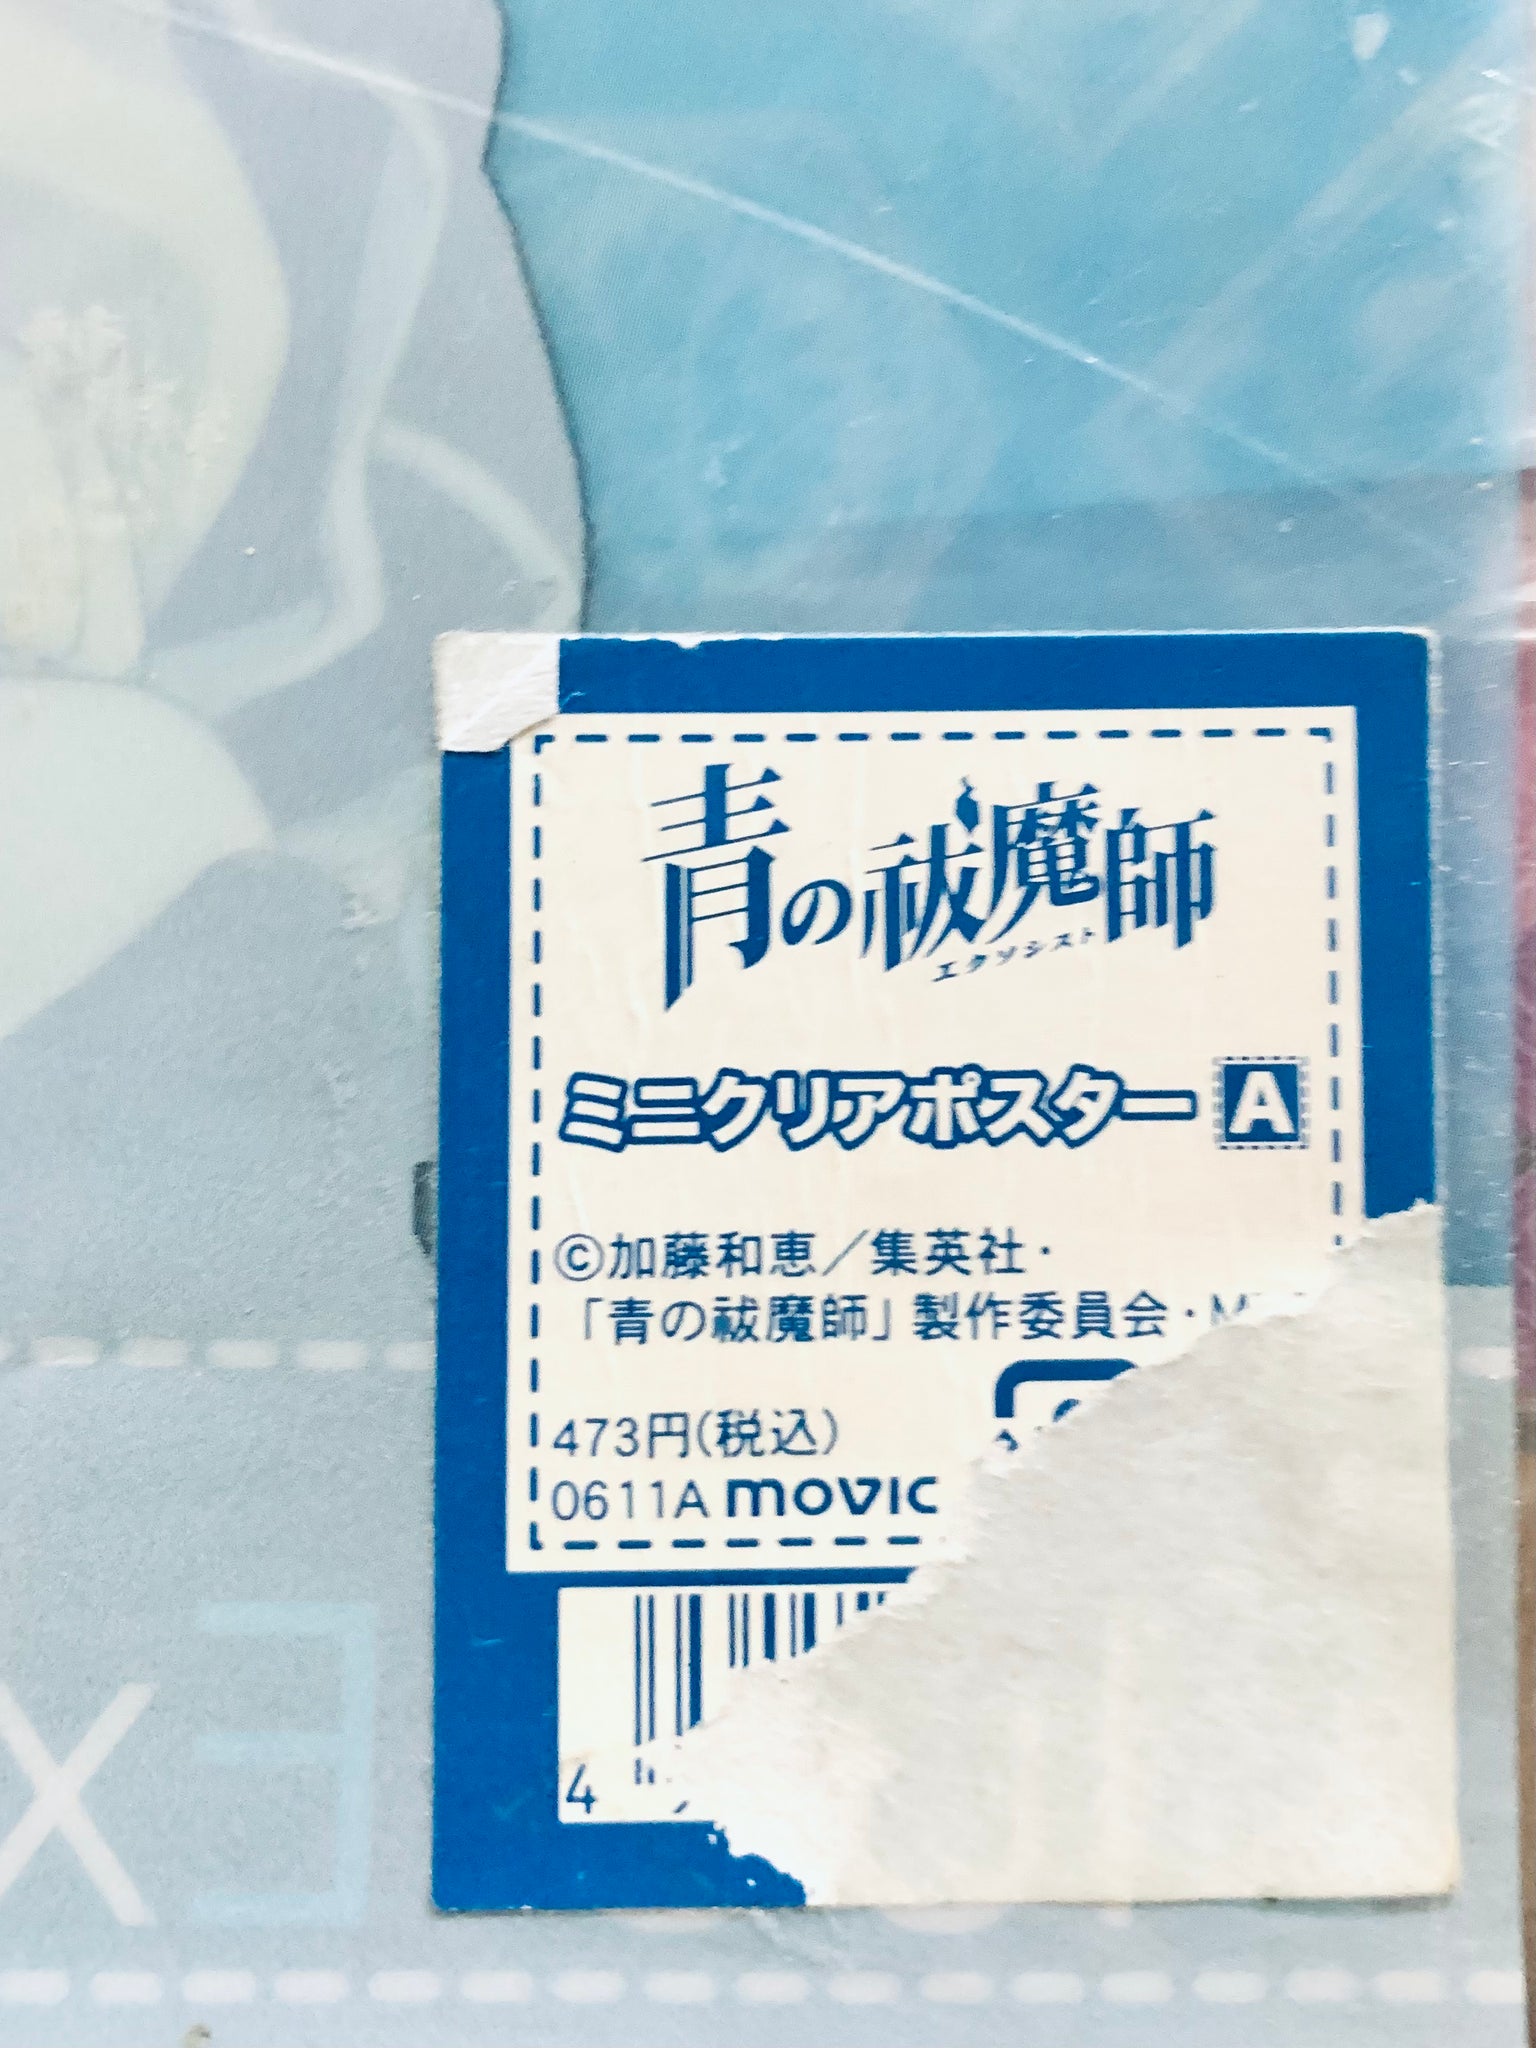 青の祓魔師
エクソシスト
ミニクリアポスター A
©加藤和恵／集英社・
「青の祓魔師」製作委員会・M
473円(税込)
0611A movic
4
EX